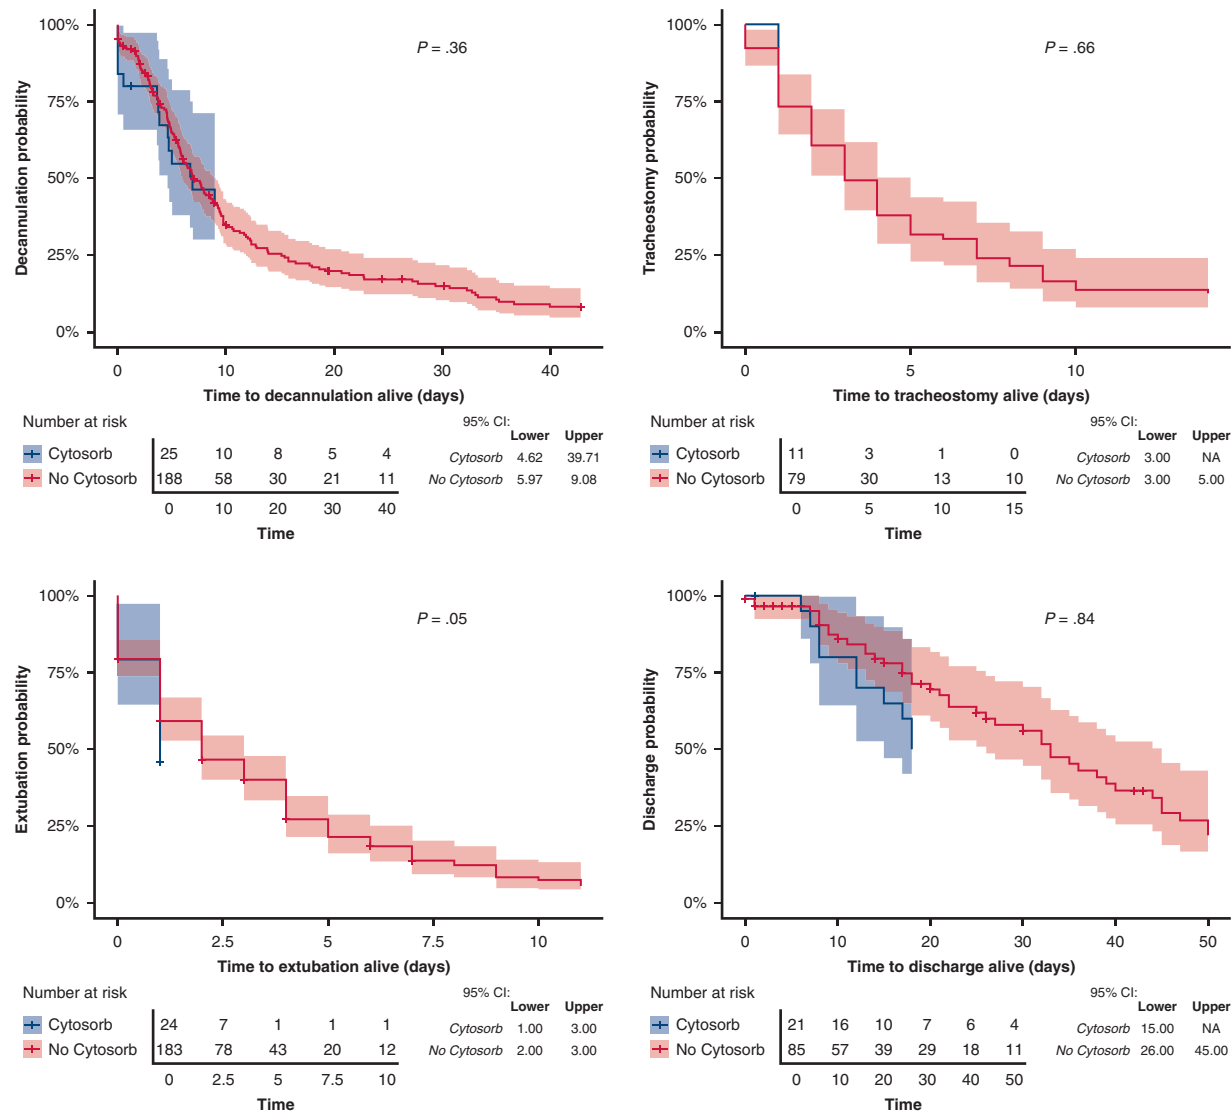 100%
75%
50%
25%
0%
Decannulation probability
P = .36
0 10 20 30 40
Time to decannulation alive (days)
Number at risk
Cytosorb 25 10 8 5 4
No Cytosorb 188 58 30 21 11
0 10 20 30 40
Time
95% CI:
Lower Upper
Cytosorb 4.62 39.71
No Cytosorb 5.97 9.08
100%
75%
50%
25%
0%
Tracheostomy probability
P = .66
0 5 10
Time to tracheostomy alive (days)
Number at risk
Cytosorb 11 3 1 0
No Cytosorb 79 30 13 10
0 5 10 15
Time
95% CI:
Lower Upper
Cytosorb 3.00 NA
No Cytosorb 3.00 5.00
100%
75%
50%
25%
0%
Extubation probability
P = .05
0 2.5 5 7.5 10
Time to extubation alive (days)
Number at risk
Cytosorb 24 7 1 1 1
No Cytosorb 183 78 43 20 12
0 2.5 5 7.5 10
Time
95% CI:
Lower Upper
Cytosorb 1.00 3.00
No Cytosorb 2.00 3.00
100%
75%
50%
25%
0%
Discharge probability
P = .84
0 10 20 30 40 50
Time to discharge alive (days)
Number at risk
Cytosorb 21 16 10 7 6 4
No Cytosorb 85 57 39 29 18 11
0 10 20 30 40 50
Time
95% CI:
Lower Upper
Cytosorb 15.00 NA
No Cytosorb 26.00 45.00